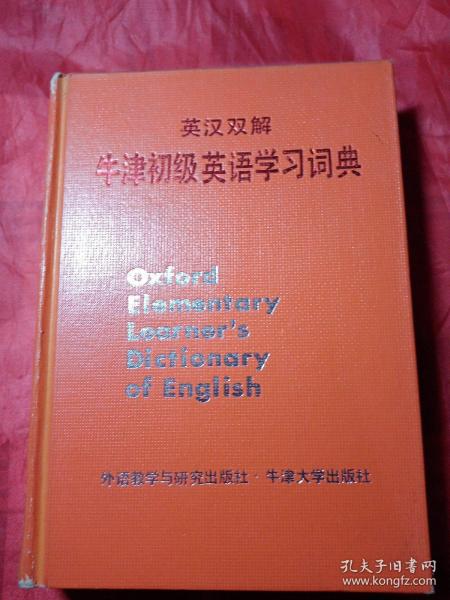 英汉双解
牛津初级英语学习词典
Oxford
Elementary
Learner's
Dictionary
of English
外语教学与研究出版社·牛津大学出版社
孔夫子旧书网
www.kongfz.com